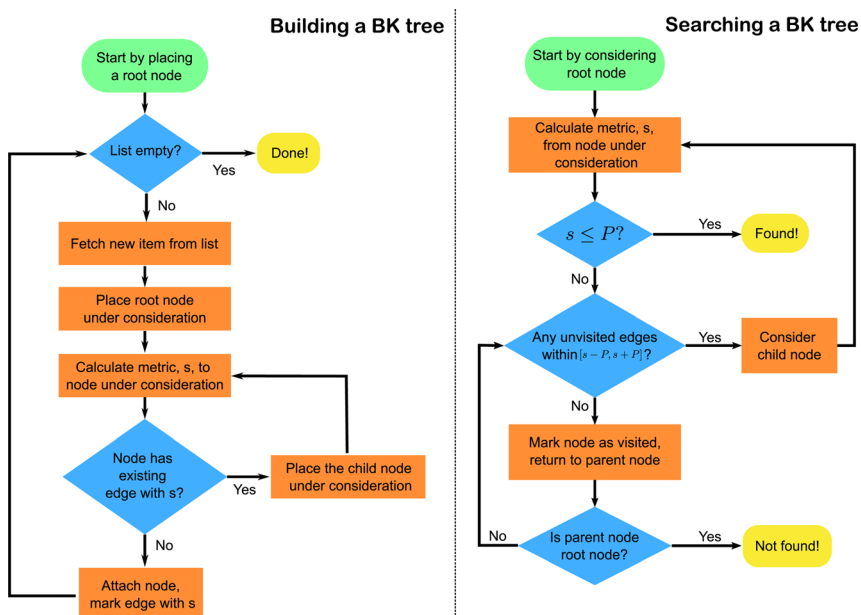 Building a BK tree
Start by placing
a root node
List empty?
Yes
Done!
No
Fetch new item from list
Place root node
under consideration
Calculate metric, s, to
node under consideration
Node has
existing
edge with s?
Yes
Place the child node
under consideration
No
Attach node,
mark edge with s
Searching a BK tree
Start by considering
root node
Calculate metric, s,
from node under
consideration
s ≤ P?
Yes
Found!
No
Any unvisited edges
within [s − P, s + P] ?
Yes
Consider
child node
No
Mark node as visited,
return to parent node
Is parent node
root node?
No
Yes
Not found!